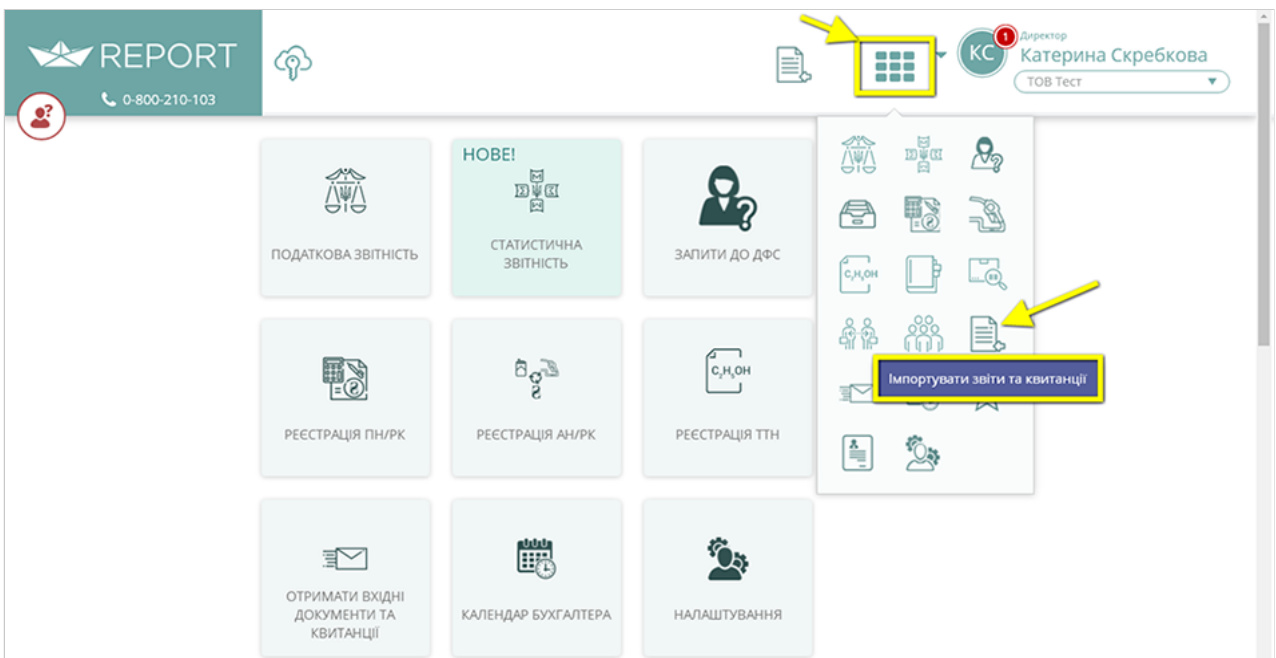 REPORT
0-800-210-103
1
КС
Директор
Катерина Скребкова
ТОВ Тест
ПОДАТКОВА ЗВІТНІСТЬ
НОВЕ!
СТАТИСТИЧНА
ЗВІТНІСТЬ
ЗАПИТИ ДО ДФС
C₂H₅OH
Імпортувати звіти та квитанції
РЕЄСТРАЦІЯ ПН/РК
РЕЄСТРАЦІЯ АН/РК
C₂H₅OH
РЕЄСТРАЦІЯ ТТН
ОТРИМАТИ ВХІДНІ
ДОКУМЕНТИ ТА
КВИТАНЦІЇ
КАЛЕНДАР БУХГАЛТЕРА
НАЛАШТУВАННЯ